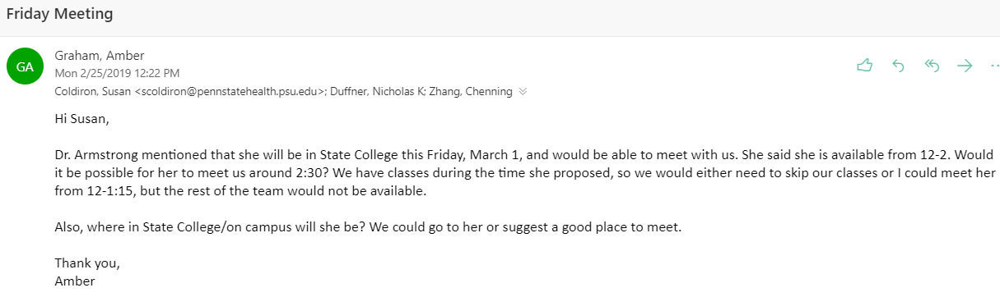 Friday Meeting
GA
Graham, Amber
Mon 2/25/2019 12:22 PM
Coldiron, Susan <scoldiron@pennstatehealth.psu.edu>; Duffner, Nicholas K; Zhang, Chenning
Hi Susan,
Dr. Armstrong mentioned that she will be in State College this Friday, March 1, and would be able to meet with us. She said she is available from 12-2. Would
it be possible for her to meet us around 2:30? We have classes during the time she proposed, so we would either need to skip our classes or I could meet her
from 12-1:15, but the rest of the team would not be available.
Also, where in State College/on campus will she be? We could go to her or suggest a good place to meet.
Thank you,
Amber